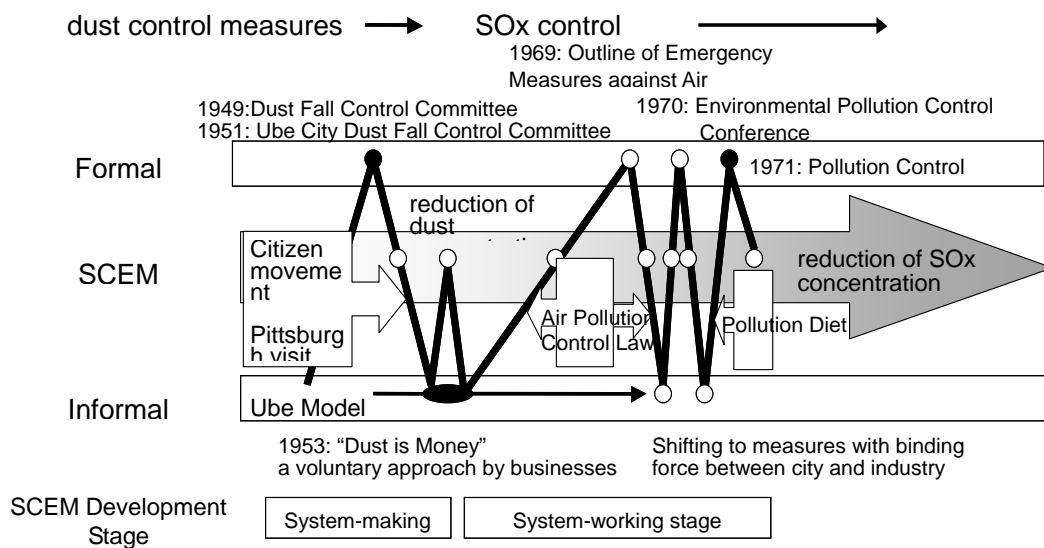 dust control measures
SOx control
1969: Outline of Emergency
Measures against Air
1949:Dust Fall Control Committee
1951: Ube City Dust Fall Control Committee
1970: Environmental Pollution Control
Conference
Formal
1971: Pollution Control
reduction of
dust
SCEM
Citizen
moveme
nt
Pittsburg
h visit
reduction of SOx
concentration
Air Pollution
Control Law
Pollution Diet
Informal
Ube Model
1953: “Dust is Money”
a voluntary approach by businesses
Shifting to measures with binding
force between city and industry
SCEM Development
Stage
System-making
System-working stage